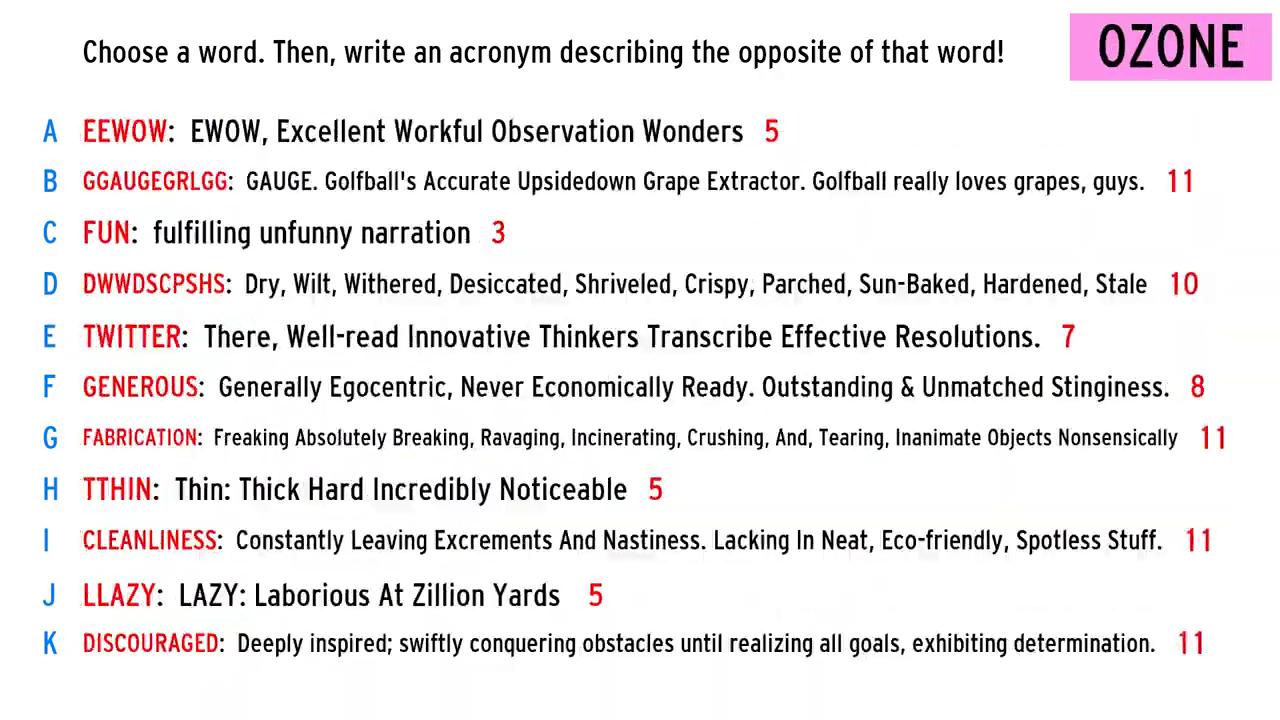 Choose a word. Then, write an acronym describing the opposite of that word!
OZONE
A EEWOW: EWOW, Excellent Workful Observation Wonders 5
B GGAUGEGRLGG: GAUGE. Golfball's Accurate Upsidedown Grape Extractor. Golfball really loves grapes, guys. 11
C FUN: fulfilling unfunny narration 3
D DWWDSCPSHS: Dry, Wilt, Withered, Desiccated, Shriveled, Crispy, Parched, Sun-Baked, Hardened, Stale 10
E TWITTER: There, Well-read Innovative Thinkers Transcribe Effective Resolutions. 7
F GENEROUS: Generally Egocentric, Never Economically Ready. Outstanding & Unmatched Stinginess. 8
G FABRICATION: Freaking Absolutely Breaking, Ravaging, Incinerating, Crushing, And, Tearing, Inanimate Objects Nonsensically 11
H TTHIN: Thin: Thick Hard Incredibly Noticeable 5
I CLEANLINESS: Constantly Leaving Excrements And Nastiness. Lacking In Neat, Eco-friendly, Spotless Stuff. 11
J LLAZY: LAZY: Laborious At Zillion Yards 5
K DISCOURAGED: Deeply inspired; swiftly conquering obstacles until realizing all goals, exhibiting determination. 11